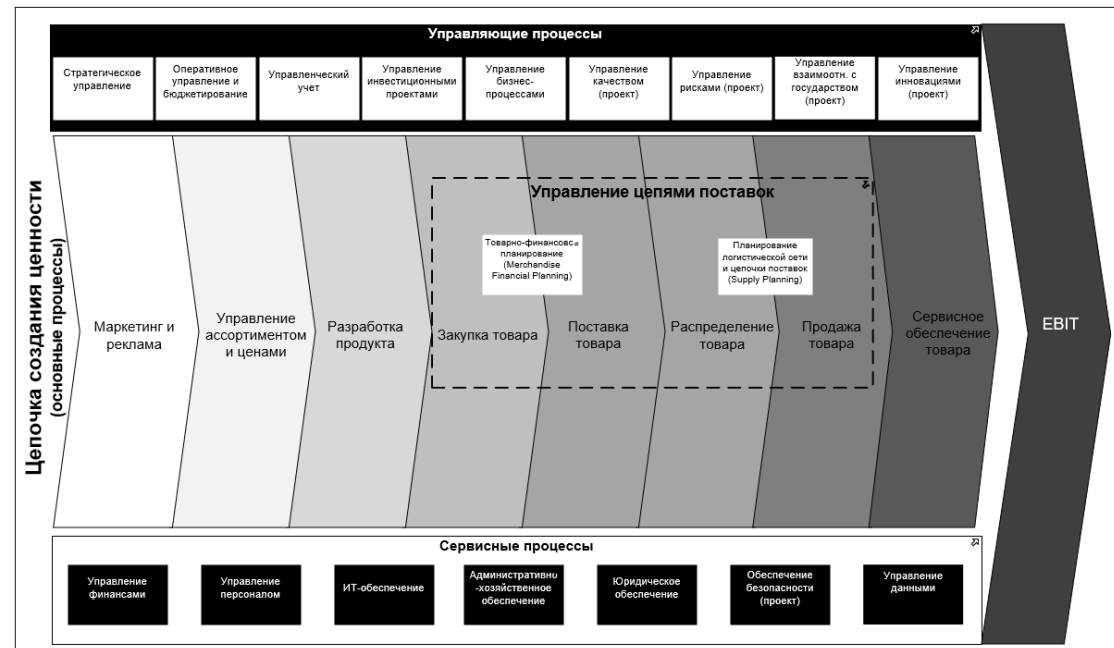 Управляющие процессы
Стратегическое
управление
Оперативное
управление и
бюджетирование
Управленческий
учет
Управление
инвестиционными
проектами
Управление
бизнес-
процессами
Управление
качеством
(проект)
Управление
рисками (проект)
Управление
взаимоотн. с
государством
(проект)
Управление
инновациями
(проект)
Цепочка создания ценности
(основные процессы)
Управление цепями поставок
Товарно-финансовое
планирование
(Merchandise
Financial Planning)
Планирование
логистической сети
и цепочки поставок
(Supply Planning)
Маркетинг и
реклама
Управление
ассортиментом
и ценами
Разработка
продукта
Закупка товара
Поставка
товара
Распределение
товара
Продажа
товара
Сервисное
обеспечение
товара
EBIT
Сервисные процессы
Управление
финансами
Управление
персоналом
ИТ-обеспечение
Административно
-хозяйственное
обеспечение
Юридическое
обеспечение
Обеспечение
безопасности
(проект)
Управление
данными